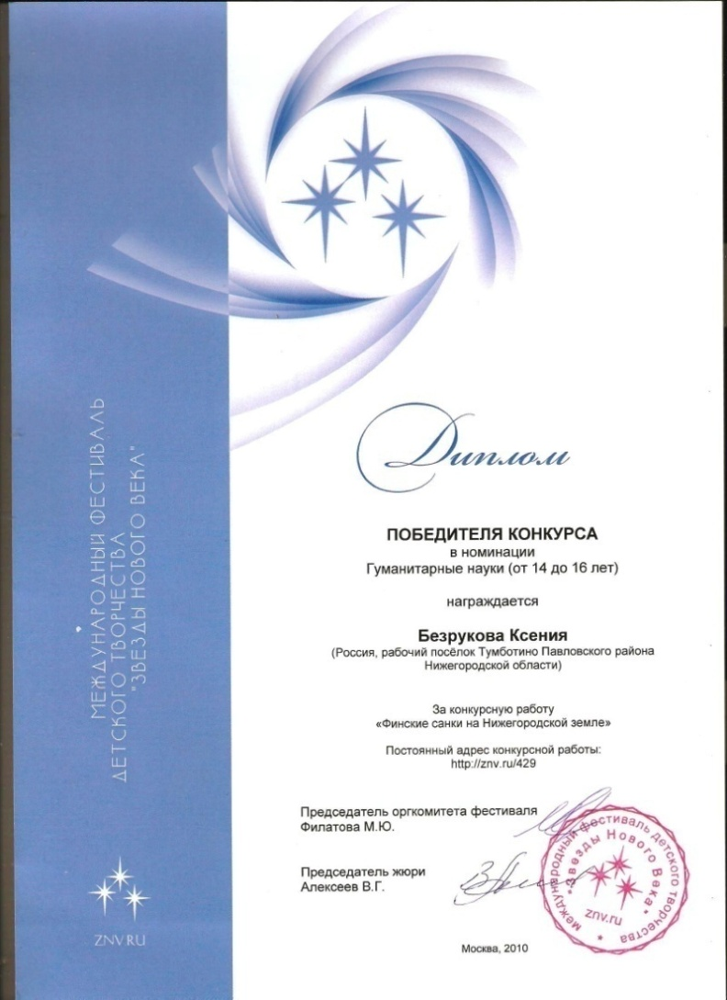 МЕЖДУНАРОДНЫЙ ФЕСТИВАЛЬ
ДЕТСКОГО ТВОРЧЕСТВА
"ЗВЕЗДЫ НОВОГО ВЕКА"
ZNV.RU
Диплом
ПОБЕДИТЕЛЯ КОНКУРСА
в номинации
Гуманитарные науки (от 14 до 16 лет)
награждается
Безрукова Ксения
(Россия, рабочий посёлок Тумботино Павловского района
Нижегородской области)
За конкурсную работу
«Финские санки на Нижегородской земле»
Постоянный адрес конкурсной работы:
http://znv.ru/429
Председатель оргкомитета фестиваля
Филатова М.Ю.
Председатель жюри
Алексеев В.Г.
международный фестиваль детского творчества *
"Звезды Нового Века"
znv.ru
Москва, 2010